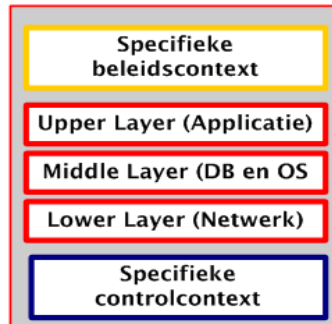 Specifieke
beleidscontext
Upper Layer (Applicatie)
Middle Layer (DB en OS
Lower Layer (Netwerk)
Specifieke
controlcontext